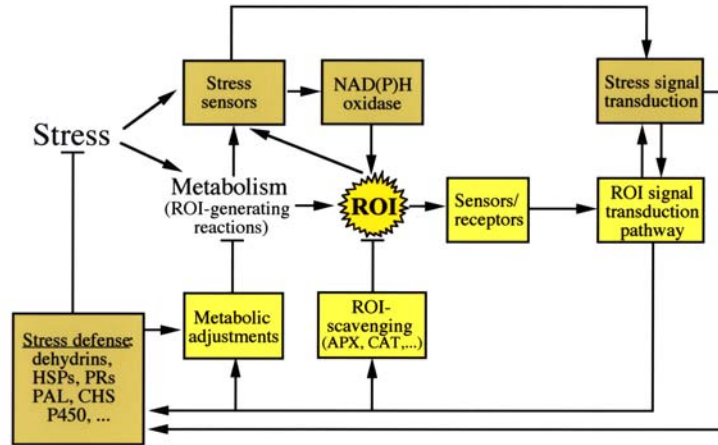 Stress
sensors
NAD(P)H
oxidase
Stress signal
transduction
Stress
Metabolism
(ROI-generating
reactions)
ROI
Sensors/
receptors
ROI signal
transduction
pathway
Stress defense:
dehydrins,
HSPs, PRs
PAL, CHS
P450, ...
Metabolic
adjustments
ROI-
scavenging
(APX, CAT,...)